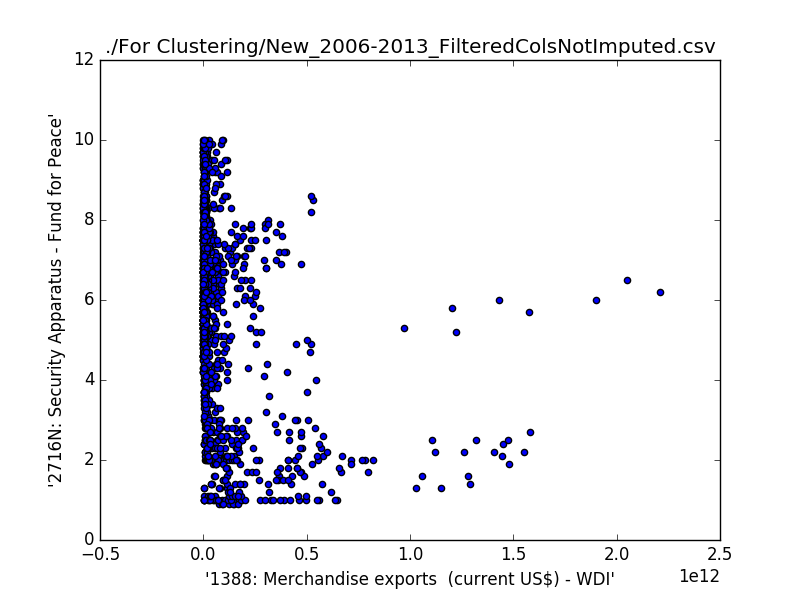 ./For Clustering/New_2006-2013_FilteredColsNotImputed.csv
12
10
8
6
4
2
0
'2716N: Security Apparatus - Fund for Peace'
−0.5 0.0 0.5 1.0 1.5 2.0 2.5
1e12
'1388: Merchandise exports  (current US$) - WDI'